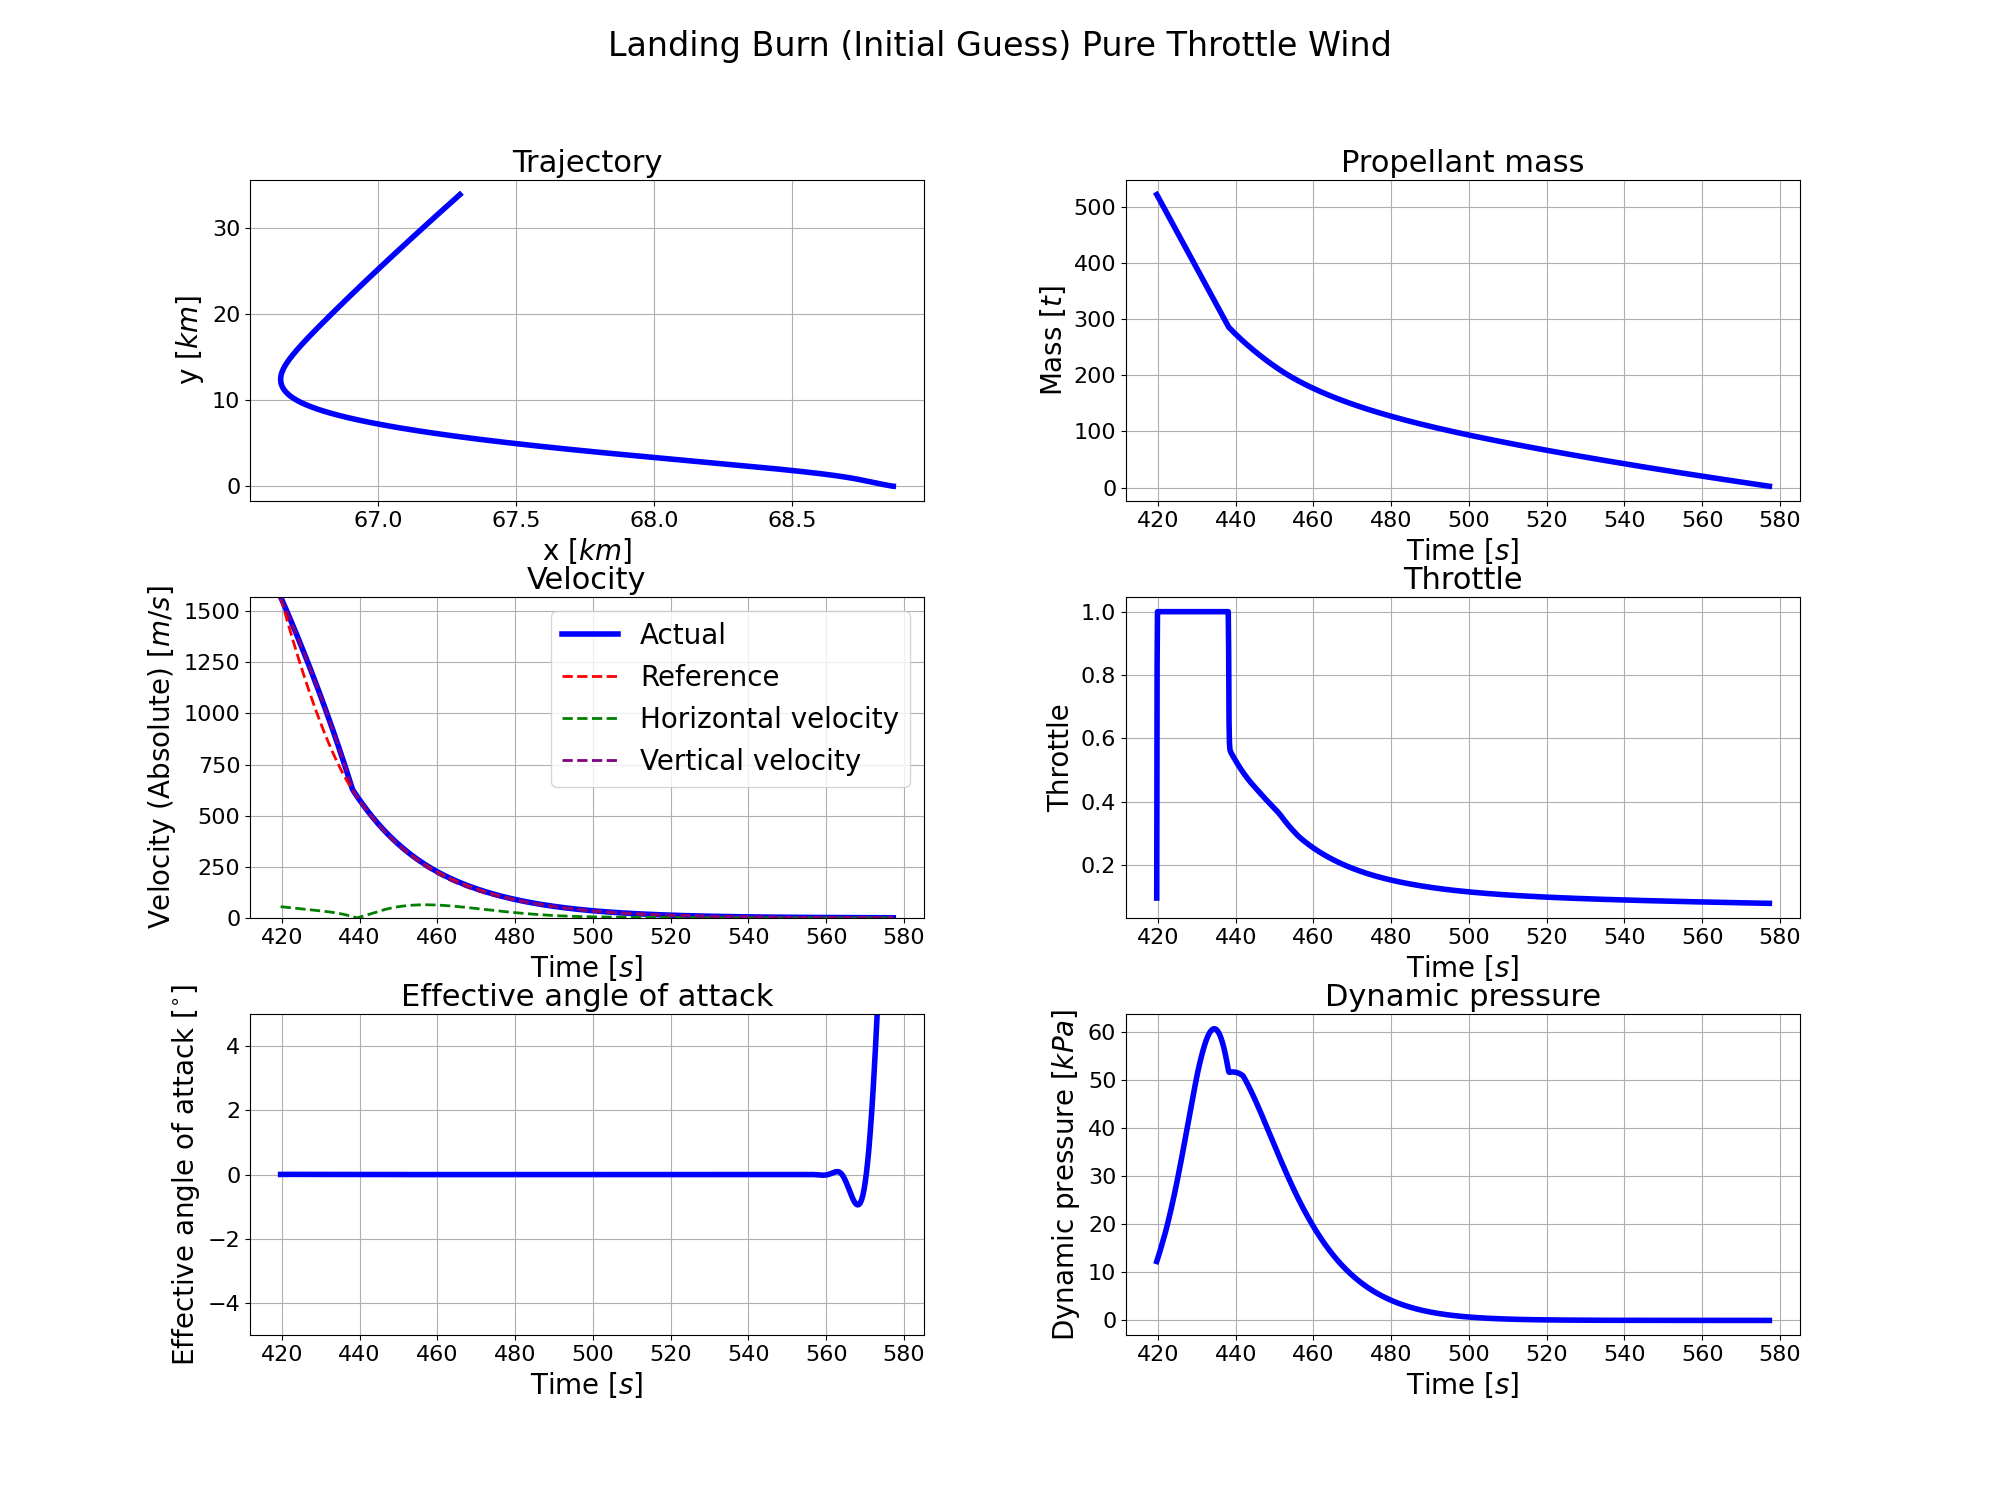 Landing Burn (Initial Guess) Pure Throttle Wind
Trajectory
y [km]
30
20
10
0
67.0 67.5 68.0 68.5
x [km]
Propellant mass
Mass [t]
500
400
300
200
100
0
420 440 460 480 500 520 540 560 580
Time [s]
Velocity
Velocity (Absolute) [m/s]
1500
1250
1000
750
500
250
0
Actual
Reference
Horizontal velocity
Vertical velocity
420 440 460 480 500 520 540 560 580
Time [s]
Throttle
Throttle
1.0
0.8
0.6
0.4
0.2
420 440 460 480 500 520 540 560 580
Time [s]
Effective angle of attack
Effective angle of attack [°]
4
2
0
−2
−4
420 440 460 480 500 520 540 560 580
Time [s]
Dynamic pressure
Dynamic pressure [kPa]
60
50
40
30
20
10
0
420 440 460 480 500 520 540 560 580
Time [s]